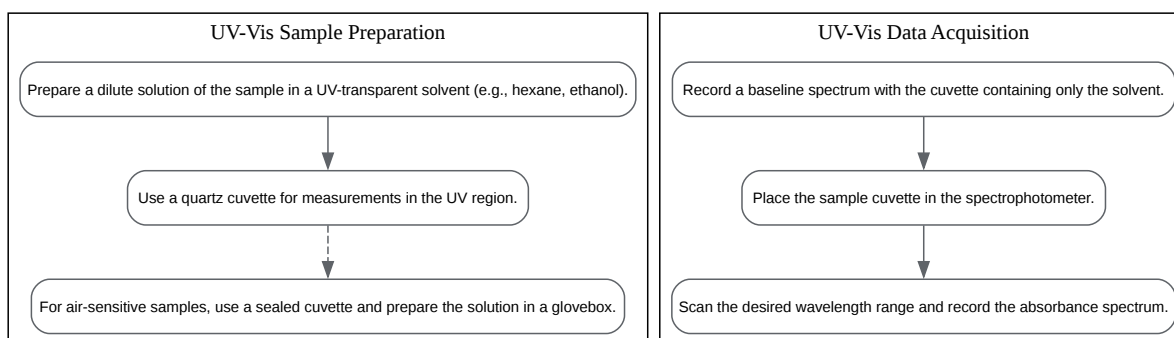 UV-Vis Sample Preparation
Prepare a dilute solution of the sample in a UV-transparent solvent (e.g., hexane, ethanol).
Use a quartz cuvette for measurements in the UV region.
For air-sensitive samples, use a sealed cuvette and prepare the solution in a glovebox.
UV-Vis Data Acquisition
Record a baseline spectrum with the cuvette containing only the solvent.
Place the sample cuvette in the spectrophotometer.
Scan the desired wavelength range and record the absorbance spectrum.